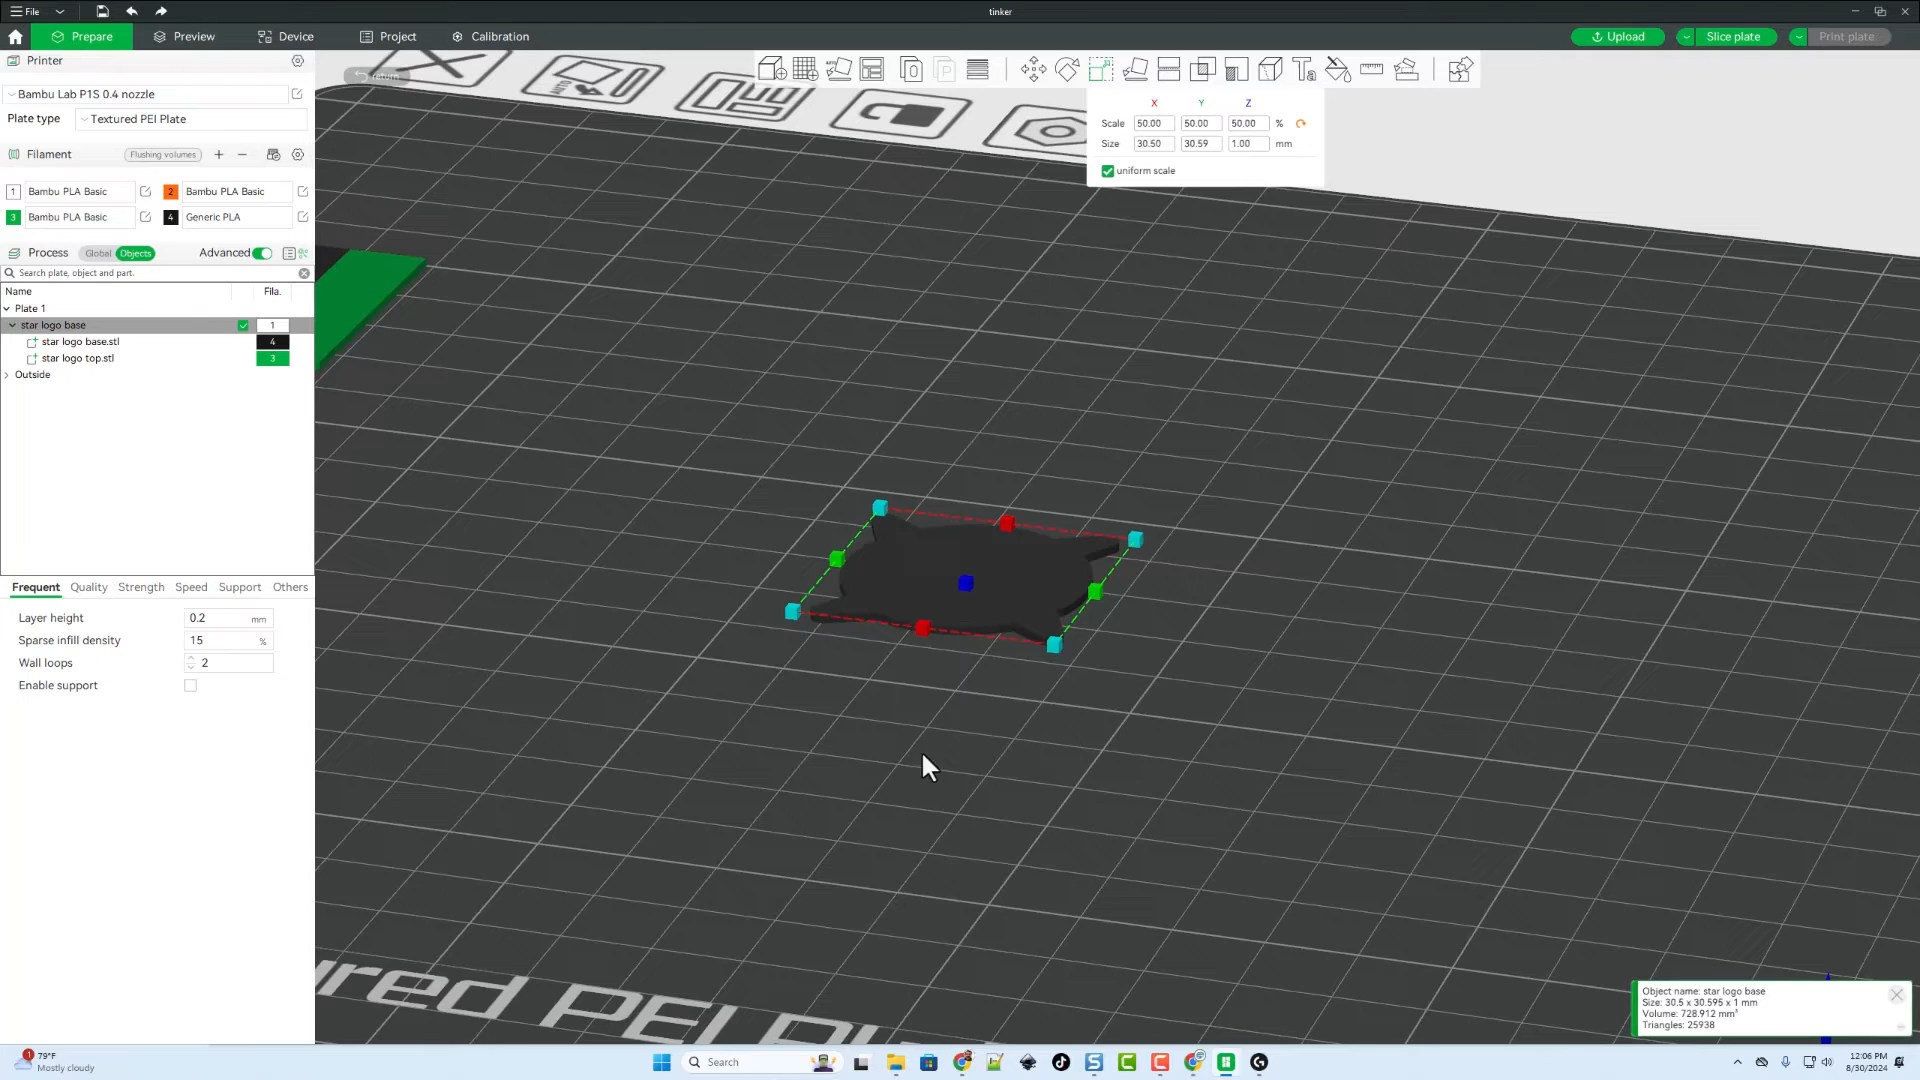 File
tinker
Prepare
Preview
Device
Project
Calibration
Upload
Slice plate
Print plate
Printer
return
Bambu Lab P1S 0.4 nozzle
Plate type
Textured PEI Plate
X Y Z
Scale 50.00 50.00 50.00 %
Size 30.50 30.59 1.00 mm
uniform scale
Filament
Flushing volumes
1 Bambu PLA Basic
2 Bambu PLA Basic
3 Bambu PLA Basic
4 Generic PLA
Process
Global
Objects
Advanced
Search plate, object and part.
Name
Fila.
Plate 1
star logo base 1
star logo base.stl 4
star logo top.stl 3
Outside
Frequent Quality Strength Speed Support Others
Layer height 0.2 mm
Sparse infill density 15 %
Wall loops 2
Enable support
ured PEI Pl
Object name: star logo base
Size: 30.5 x 30.595 x 1 mm
Volume: 728.912 mm³
Triangles: 25938
1
79°F
Mostly cloudy
Search
12:06 PM
8/30/2024